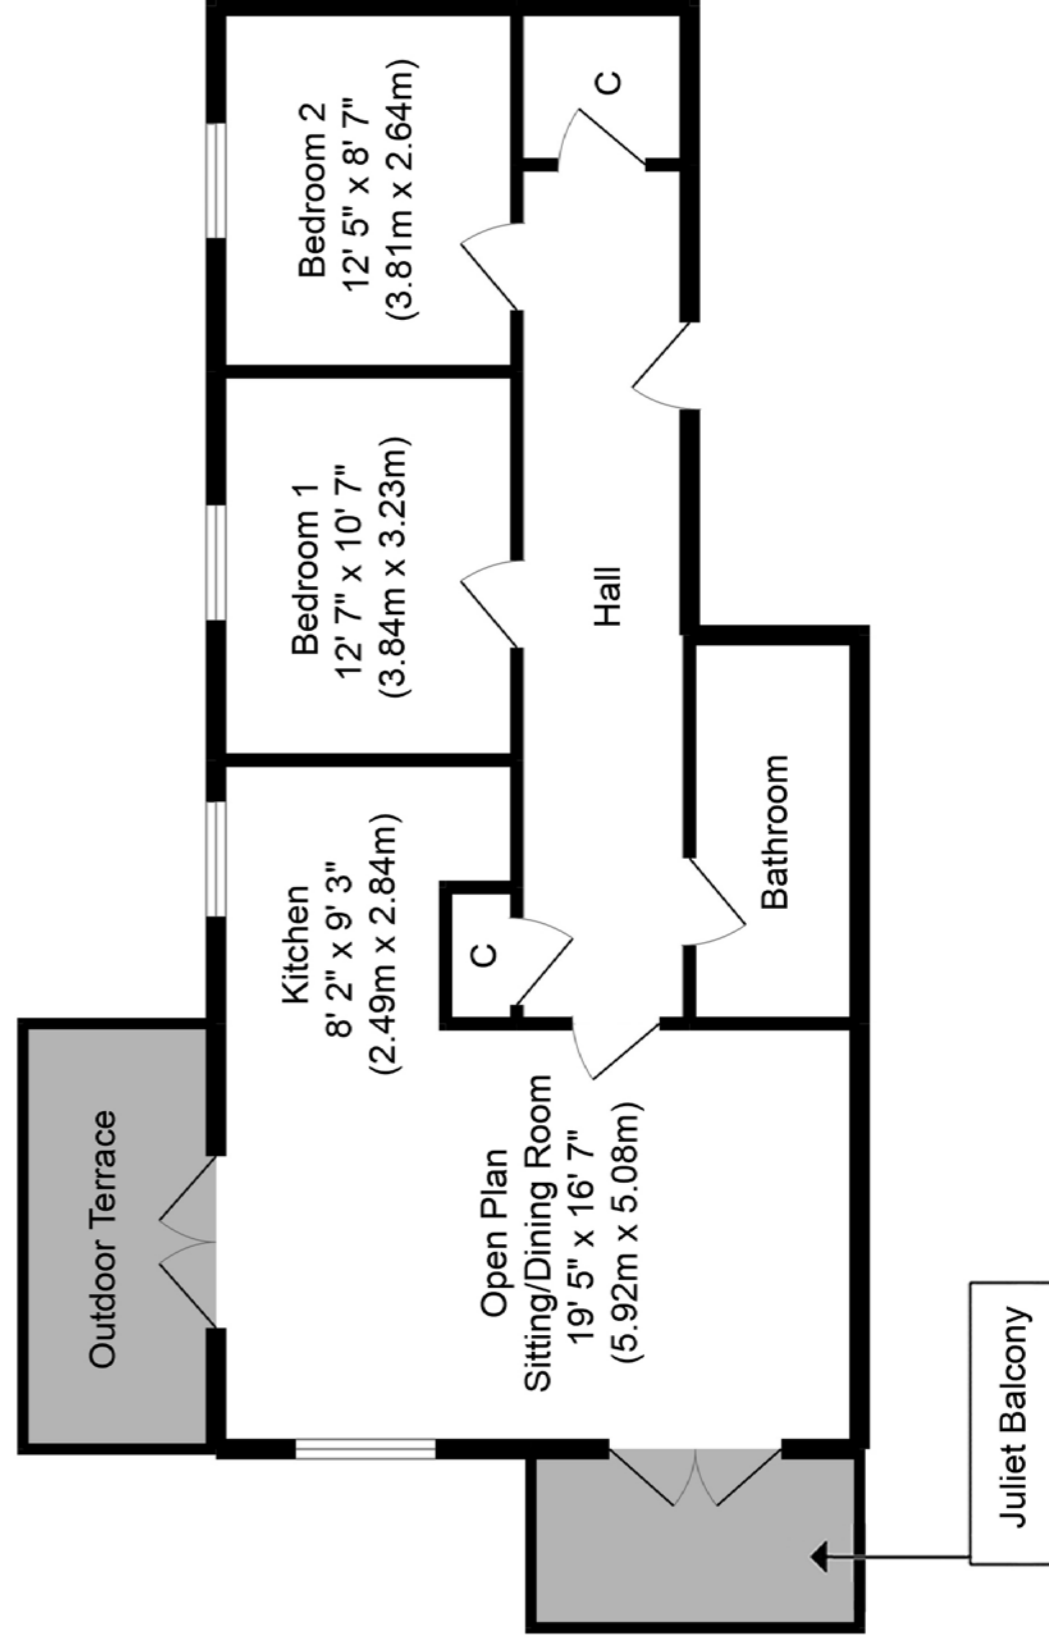 Outdoor Terrace
Kitchen
8' 2" x 9' 3"
(2.49m x 2.84m)
Bedroom 1
12' 7" x 10' 7"
(3.84m x 3.23m)
Bedroom 2
12' 5" x 8' 7"
(3.81m x 2.64m)
Open Plan
Sitting/Dining Room
19' 5" x 16' 7"
(5.92m x 5.08m)
C
Hall
C
Bathroom
Juliet Balcony